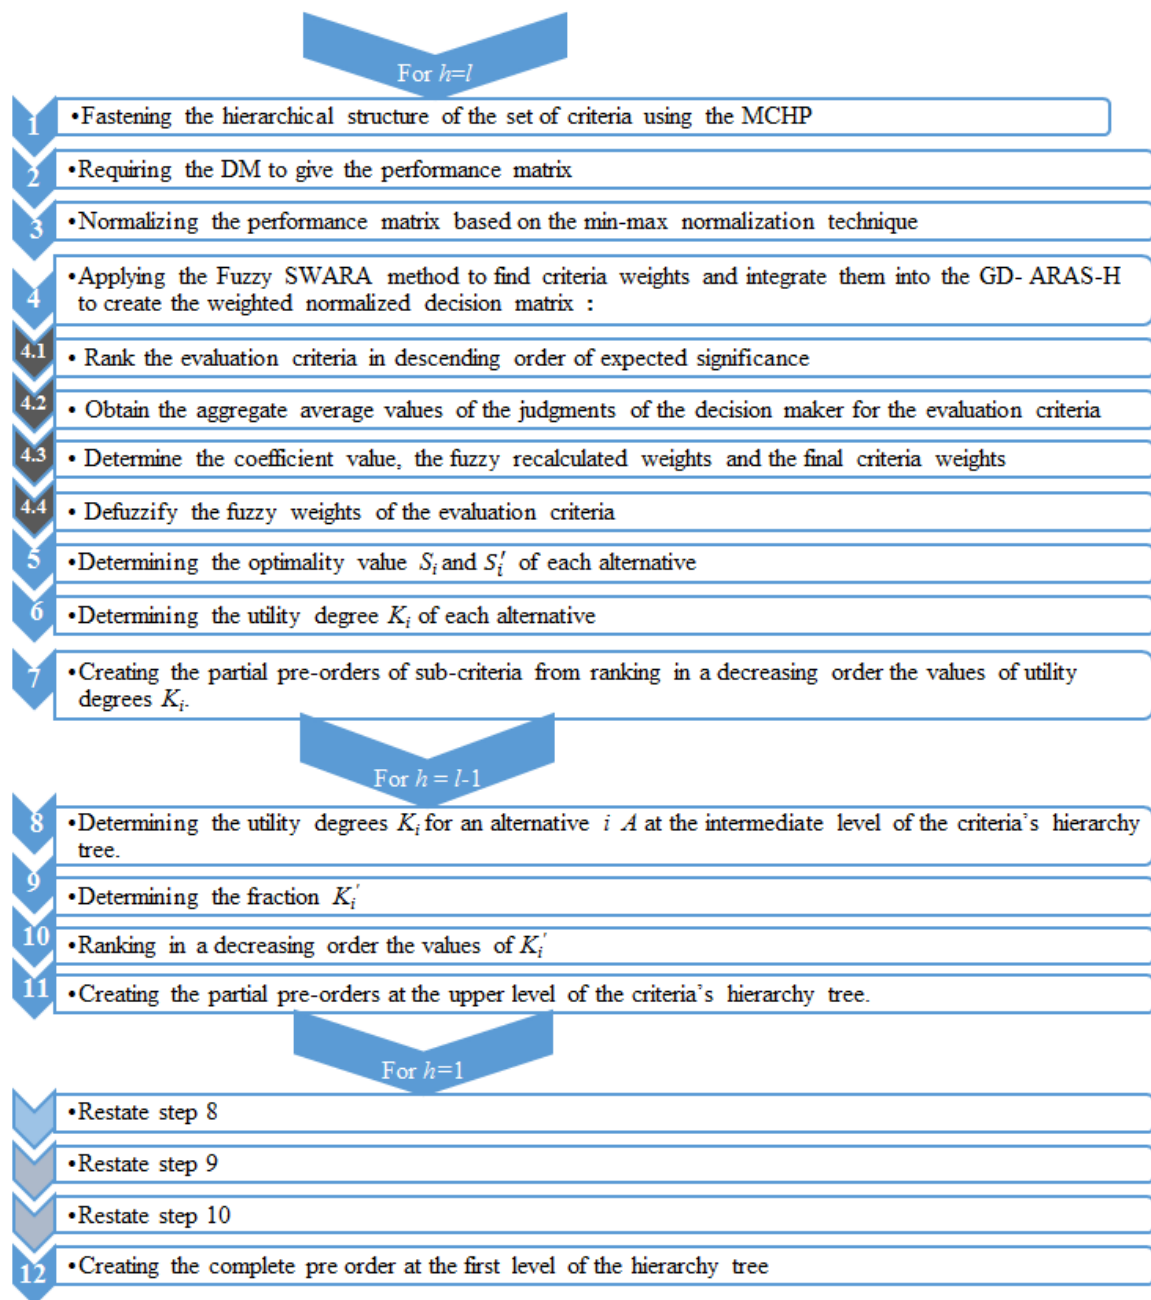 For h=l
1
•Fastening the hierarchical structure of the set of criteria using the MCHP
2
•Requiring the DM to give the performance matrix
3
•Normalizing the performance matrix based on the min-max normalization technique
4
•Applying the Fuzzy SWARA method to find criteria weights and integrate them into the GD- ARAS-H
to create the weighted normalized decision matrix :
4.1
• Rank the evaluation criteria in descending order of expected significance
4.2
• Obtain the aggregate average values of the judgments of the decision maker for the evaluation criteria
4.3
• Determine the coefficient value, the fuzzy recalculated weights and the final criteria weights
4.4
• Defuzzify the fuzzy weights of the evaluation criteria
5
•Determining the optimality value Sᵢ and Sᵢ′ of each alternative
6
•Determining the utility degree Kᵢ of each alternative
7
•Creating the partial pre-orders of sub-criteria from ranking in a decreasing order the values of utility
degrees Kᵢ.
For h = l-1
8
•Determining the utility degrees Kᵢ for an alternative i A at the intermediate level of the criteria's hierarchy
tree.
9
•Determining the fraction Kᵢ′
10
•Ranking in a decreasing order the values of Kᵢ′
11
•Creating the partial pre-orders at the upper level of the criteria's hierarchy tree.
For h=1
•Restate step 8
•Restate step 9
•Restate step 10
12
•Creating the complete pre order at the first level of the hierarchy tree